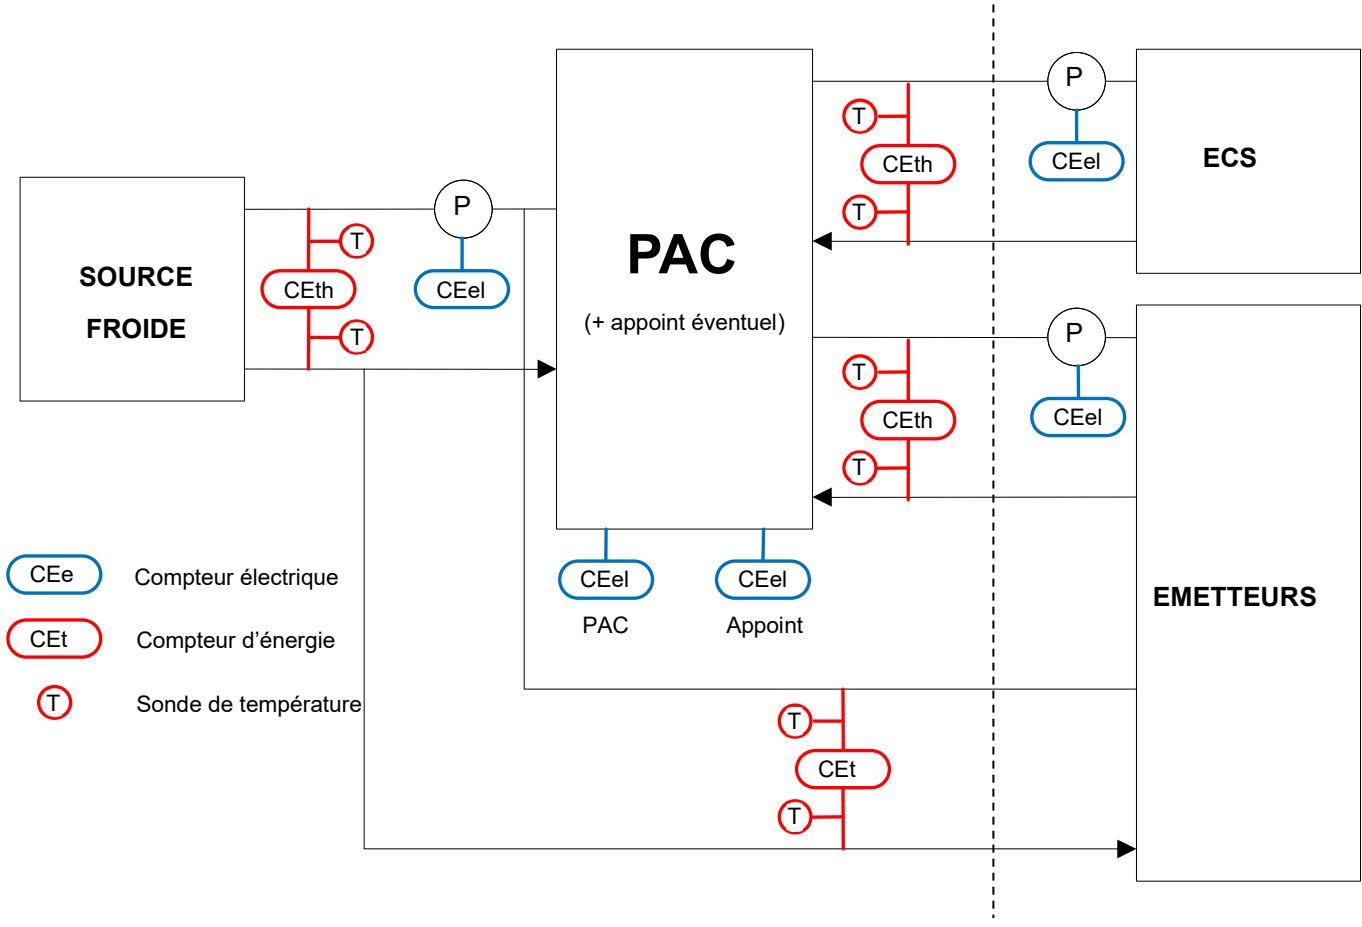 P
T
CEth
CEel
ECS
T
P
SOURCE
FROIDE
T
CEth
CEel
T
PAC
(+ appoint éventuel)
P
T
CEth
CEel
T
CEe
Compteur électrique
CEel
CEel
PAC
Appoint
EMETTEURS
CEt
Compteur d’énergie
T
Sonde de température
T
CEt
T